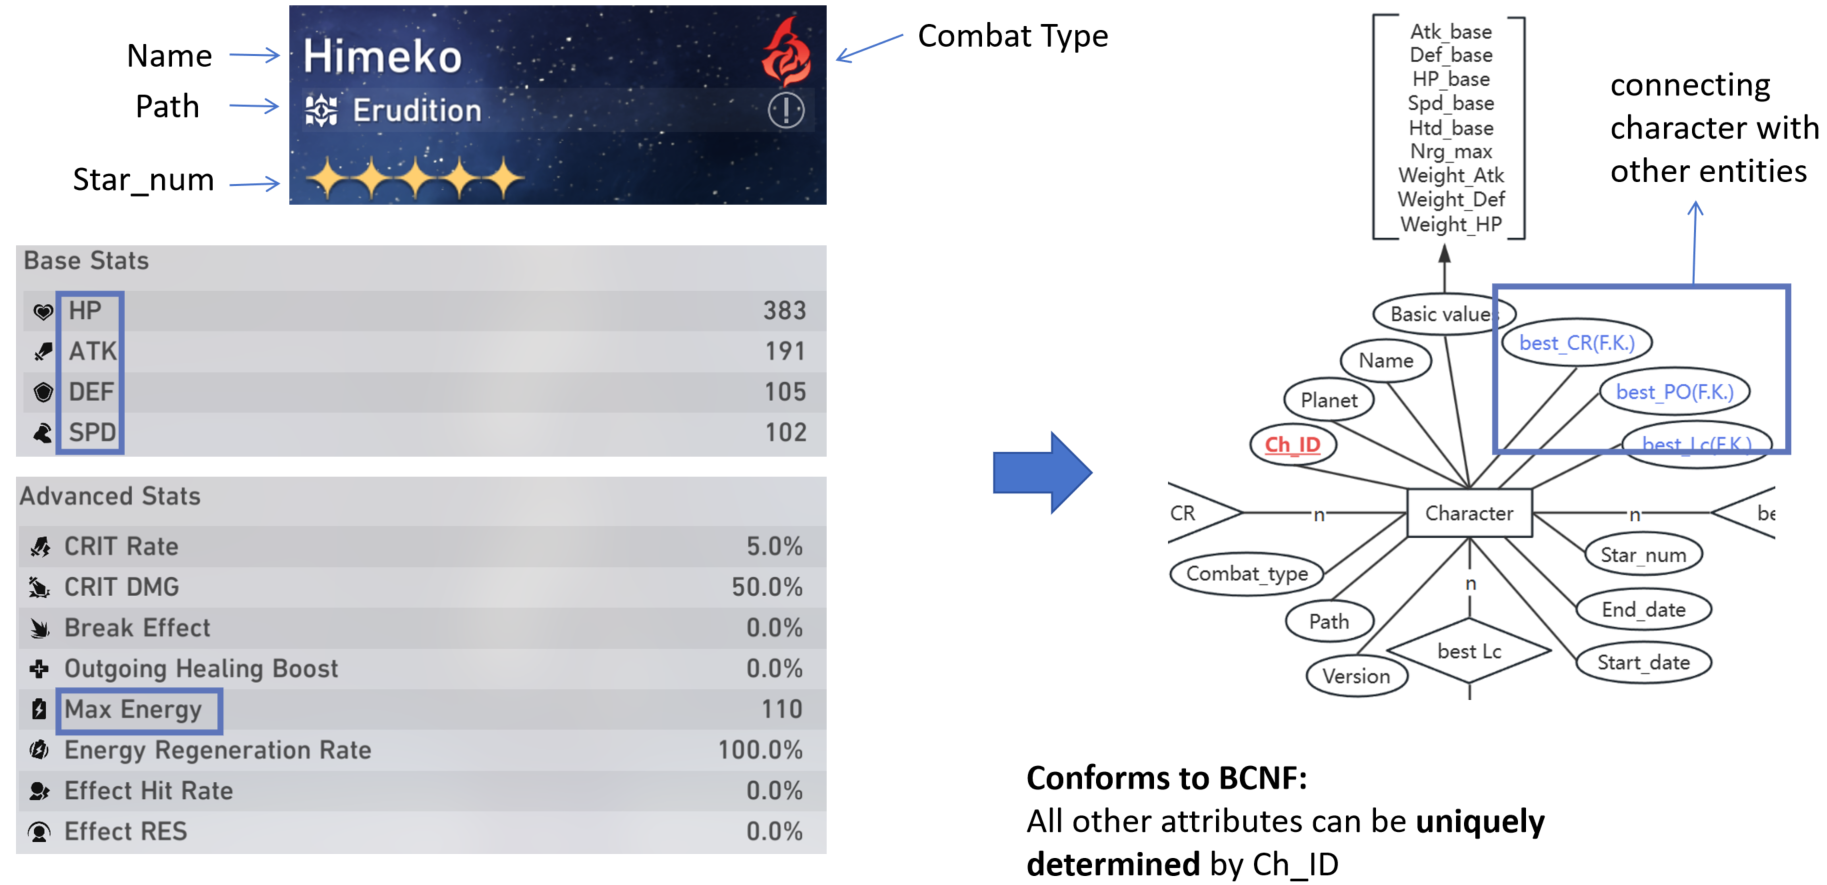 Name
Path
Star_num
Himeko
Erudition
Combat Type
Base Stats
HP 383
ATK 191
DEF 105
SPD 102
Advanced Stats
CRIT Rate 5.0%
CRIT DMG 50.0%
Break Effect 0.0%
Outgoing Healing Boost 0.0%
Max Energy 110
Energy Regeneration Rate 100.0%
Effect Hit Rate 0.0%
Effect RES 0.0%
Atk_base
Def_base
HP_base
Spd_base
Htd_base
Nrg_max
Weight_Atk
Weight_Def
Weight_HP
connecting
character with
other entities
Basic values
Name
Planet
Ch_ID
best_CR(F.K.)
best_PO(F.K.)
best_Lc(F.K.)
CR
n
Character
n
be
Combat_type
Path
Version
n
best Lc
Star_num
End_date
Start_date
Conforms to BCNF:
All other attributes can be uniquely
determined by Ch_ID